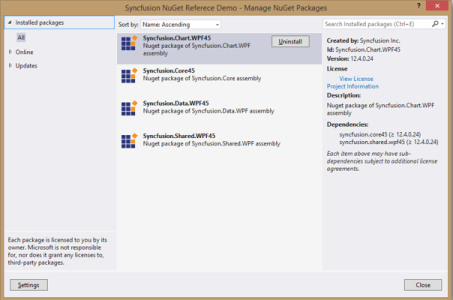 Syncfusion NuGet Referece Demo - Manage NuGet Packages
Installed packages
All
Online
Updates
Each package is licensed to you by its
owner. Microsoft is not responsible
for, nor does it grant any licenses to,
third-party packages.
Settings
Sort by: Name: Ascending
Syncfusion.Chart.WPF45
Nuget package of Syncfusion.Chart.WPF
assembly
Uninstall
Syncfusion.Core45
Nuget package of Syncfusion.Core assembly
Syncfusion.Data.WPF45
Nuget package of Syncfusion.Data.WPF
assembly
Syncfusion.Shared.WPF45
Nuget package of Syncfusion.Shared.WPF
assembly
Search Installed packages (Ctrl+E)
Created by: Syncfusion Inc.
Id: Syncfusion.Chart.WPF45
Version: 12.4.0.24
License
View License
Project Information
Description:
Nuget package of Syncfusion.Chart.WPF
assembly
Dependencies:
syncfusion.core45 (≥ 12.4.0.24)
syncfusion.shared.wpf45 (≥ 12.4.0.24)
Each item above may have sub-
dependencies subject to additional license
agreements.
Close